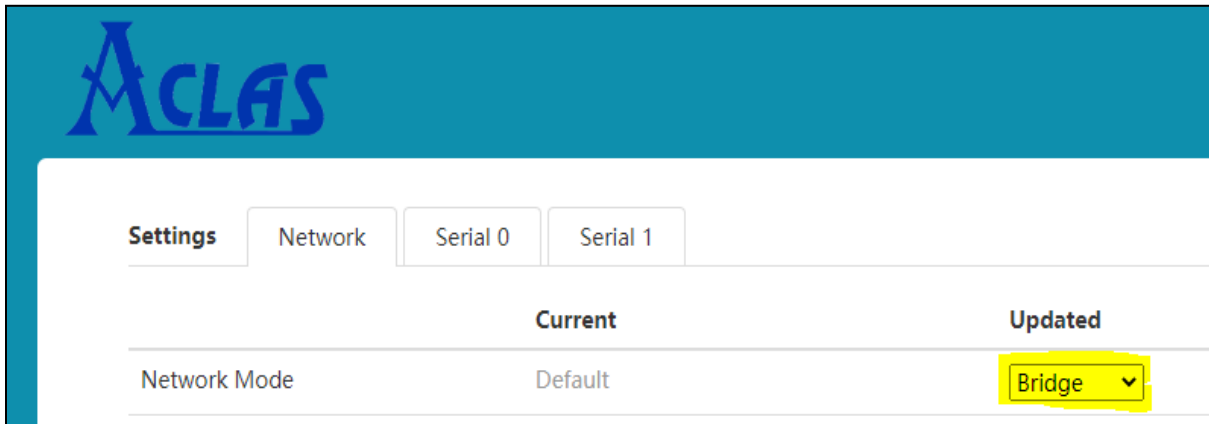 ACLAS
Settings Network Serial 0 Serial 1
Current Updated
Network Mode Default Bridge